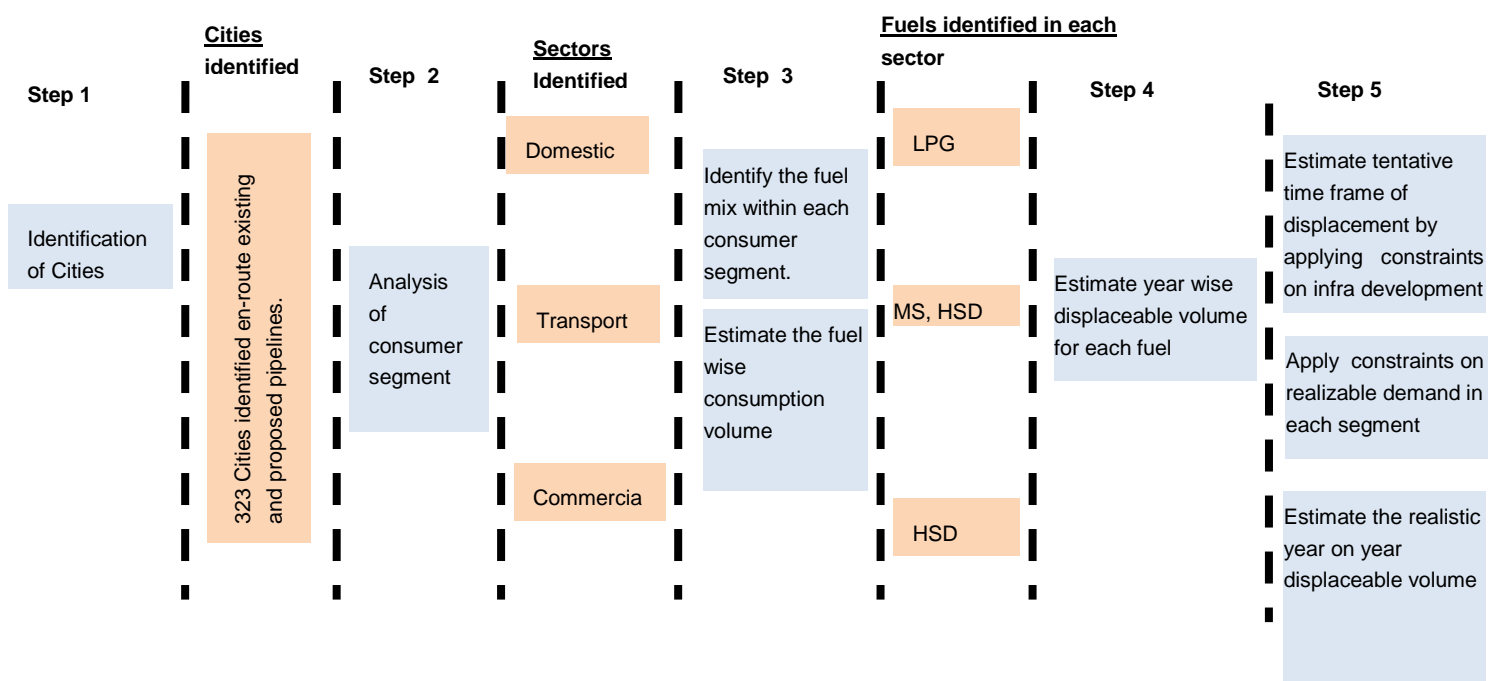 Step 1
Identification
of Cities
Cities
identified
323 Cities identified en-route existing
and proposed pipelines.
Step 2
Analysis
of
consumer
segment
Sectors
Identified
Domestic
Transport
Commercia
Step 3
Identify the fuel
mix within each
consumer
segment.
Estimate the fuel
wise
consumption
volume
Fuels identified in each
sector
LPG
MS, HSD
HSD
Step 4
Estimate year wise
displaceable volume
for each fuel
Step 5
Estimate tentative
time frame of
displacement by
applying constraints
on infra development
Apply constraints on
realizable demand in
each segment
Estimate the realistic
year on year
displaceable volume